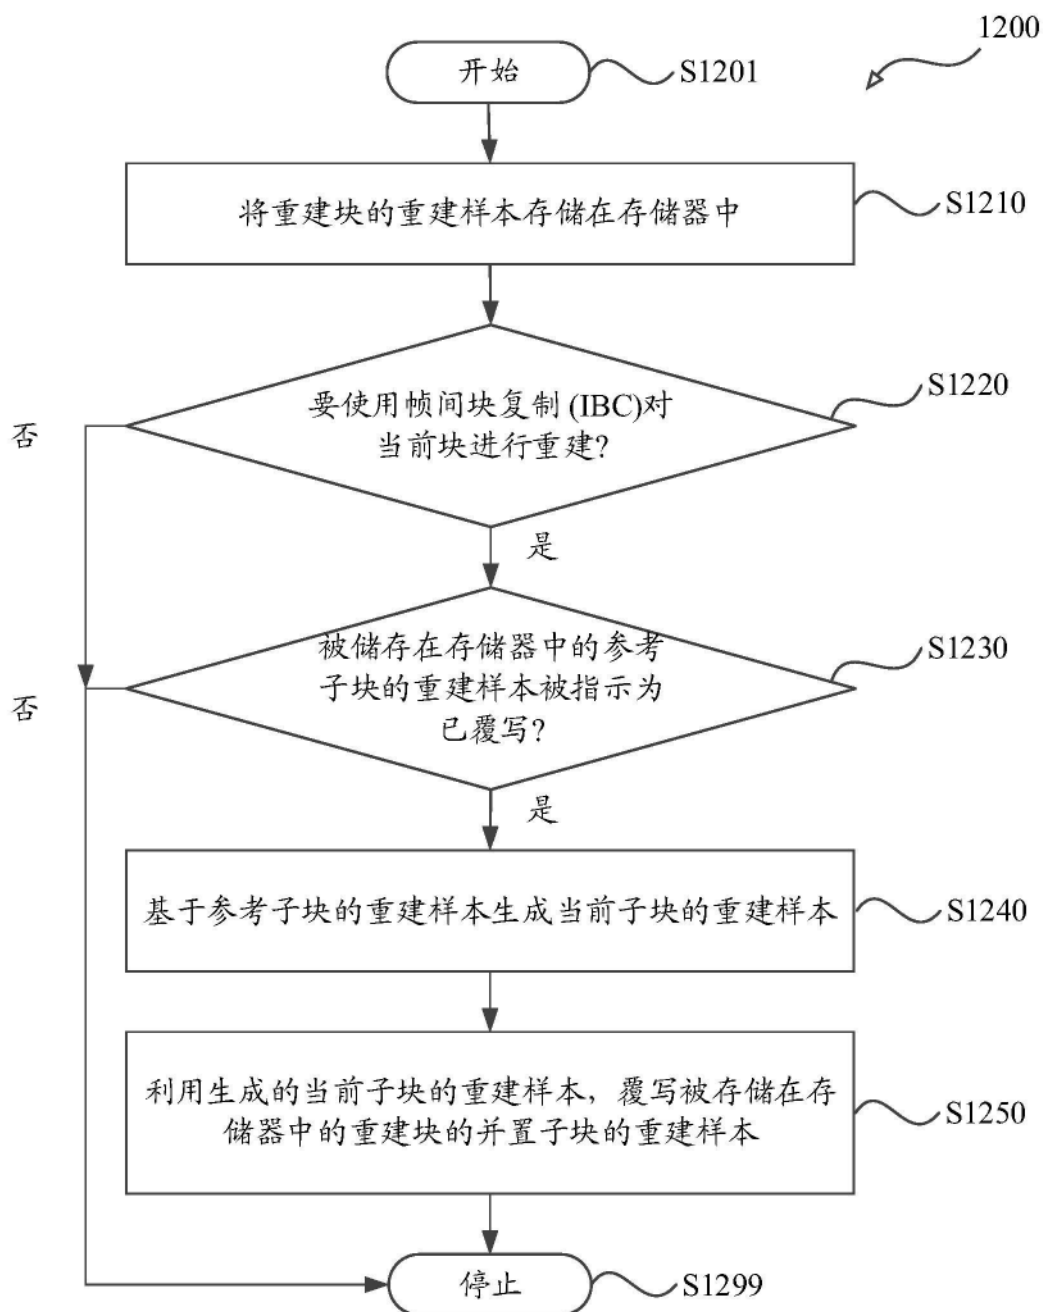 1200
开始
S1201
将重建块的重建样本存储在存储器中
S1210
要使用帧间块复制(IBC)对
当前块进行重建?
S1220
否
是
被储存在存储器中的参考
子块的重建样本被指示为
已覆写?
S1230
否
是
基于参考子块的重建样本生成当前子块的重建样本
S1240
利用生成的当前子块的重建样本，覆写被存储在存
储器中的重建块的并置子块的重建样本
S1250
停止
S1299